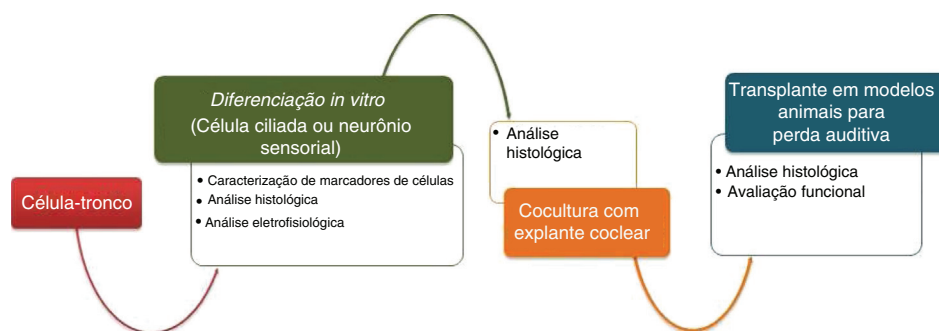 Célula-tronco
Diferenciação in vitro
(Célula ciliada ou neurônio
sensorial)
• Caracterização de marcadores de células
• Análise histológica
• Análise eletrofisiológica
• Análise
histológica
Cocultura com
explante coclear
Transplante em modelos
animais para
perda auditiva
• Análise histológica
• Avaliação funcional